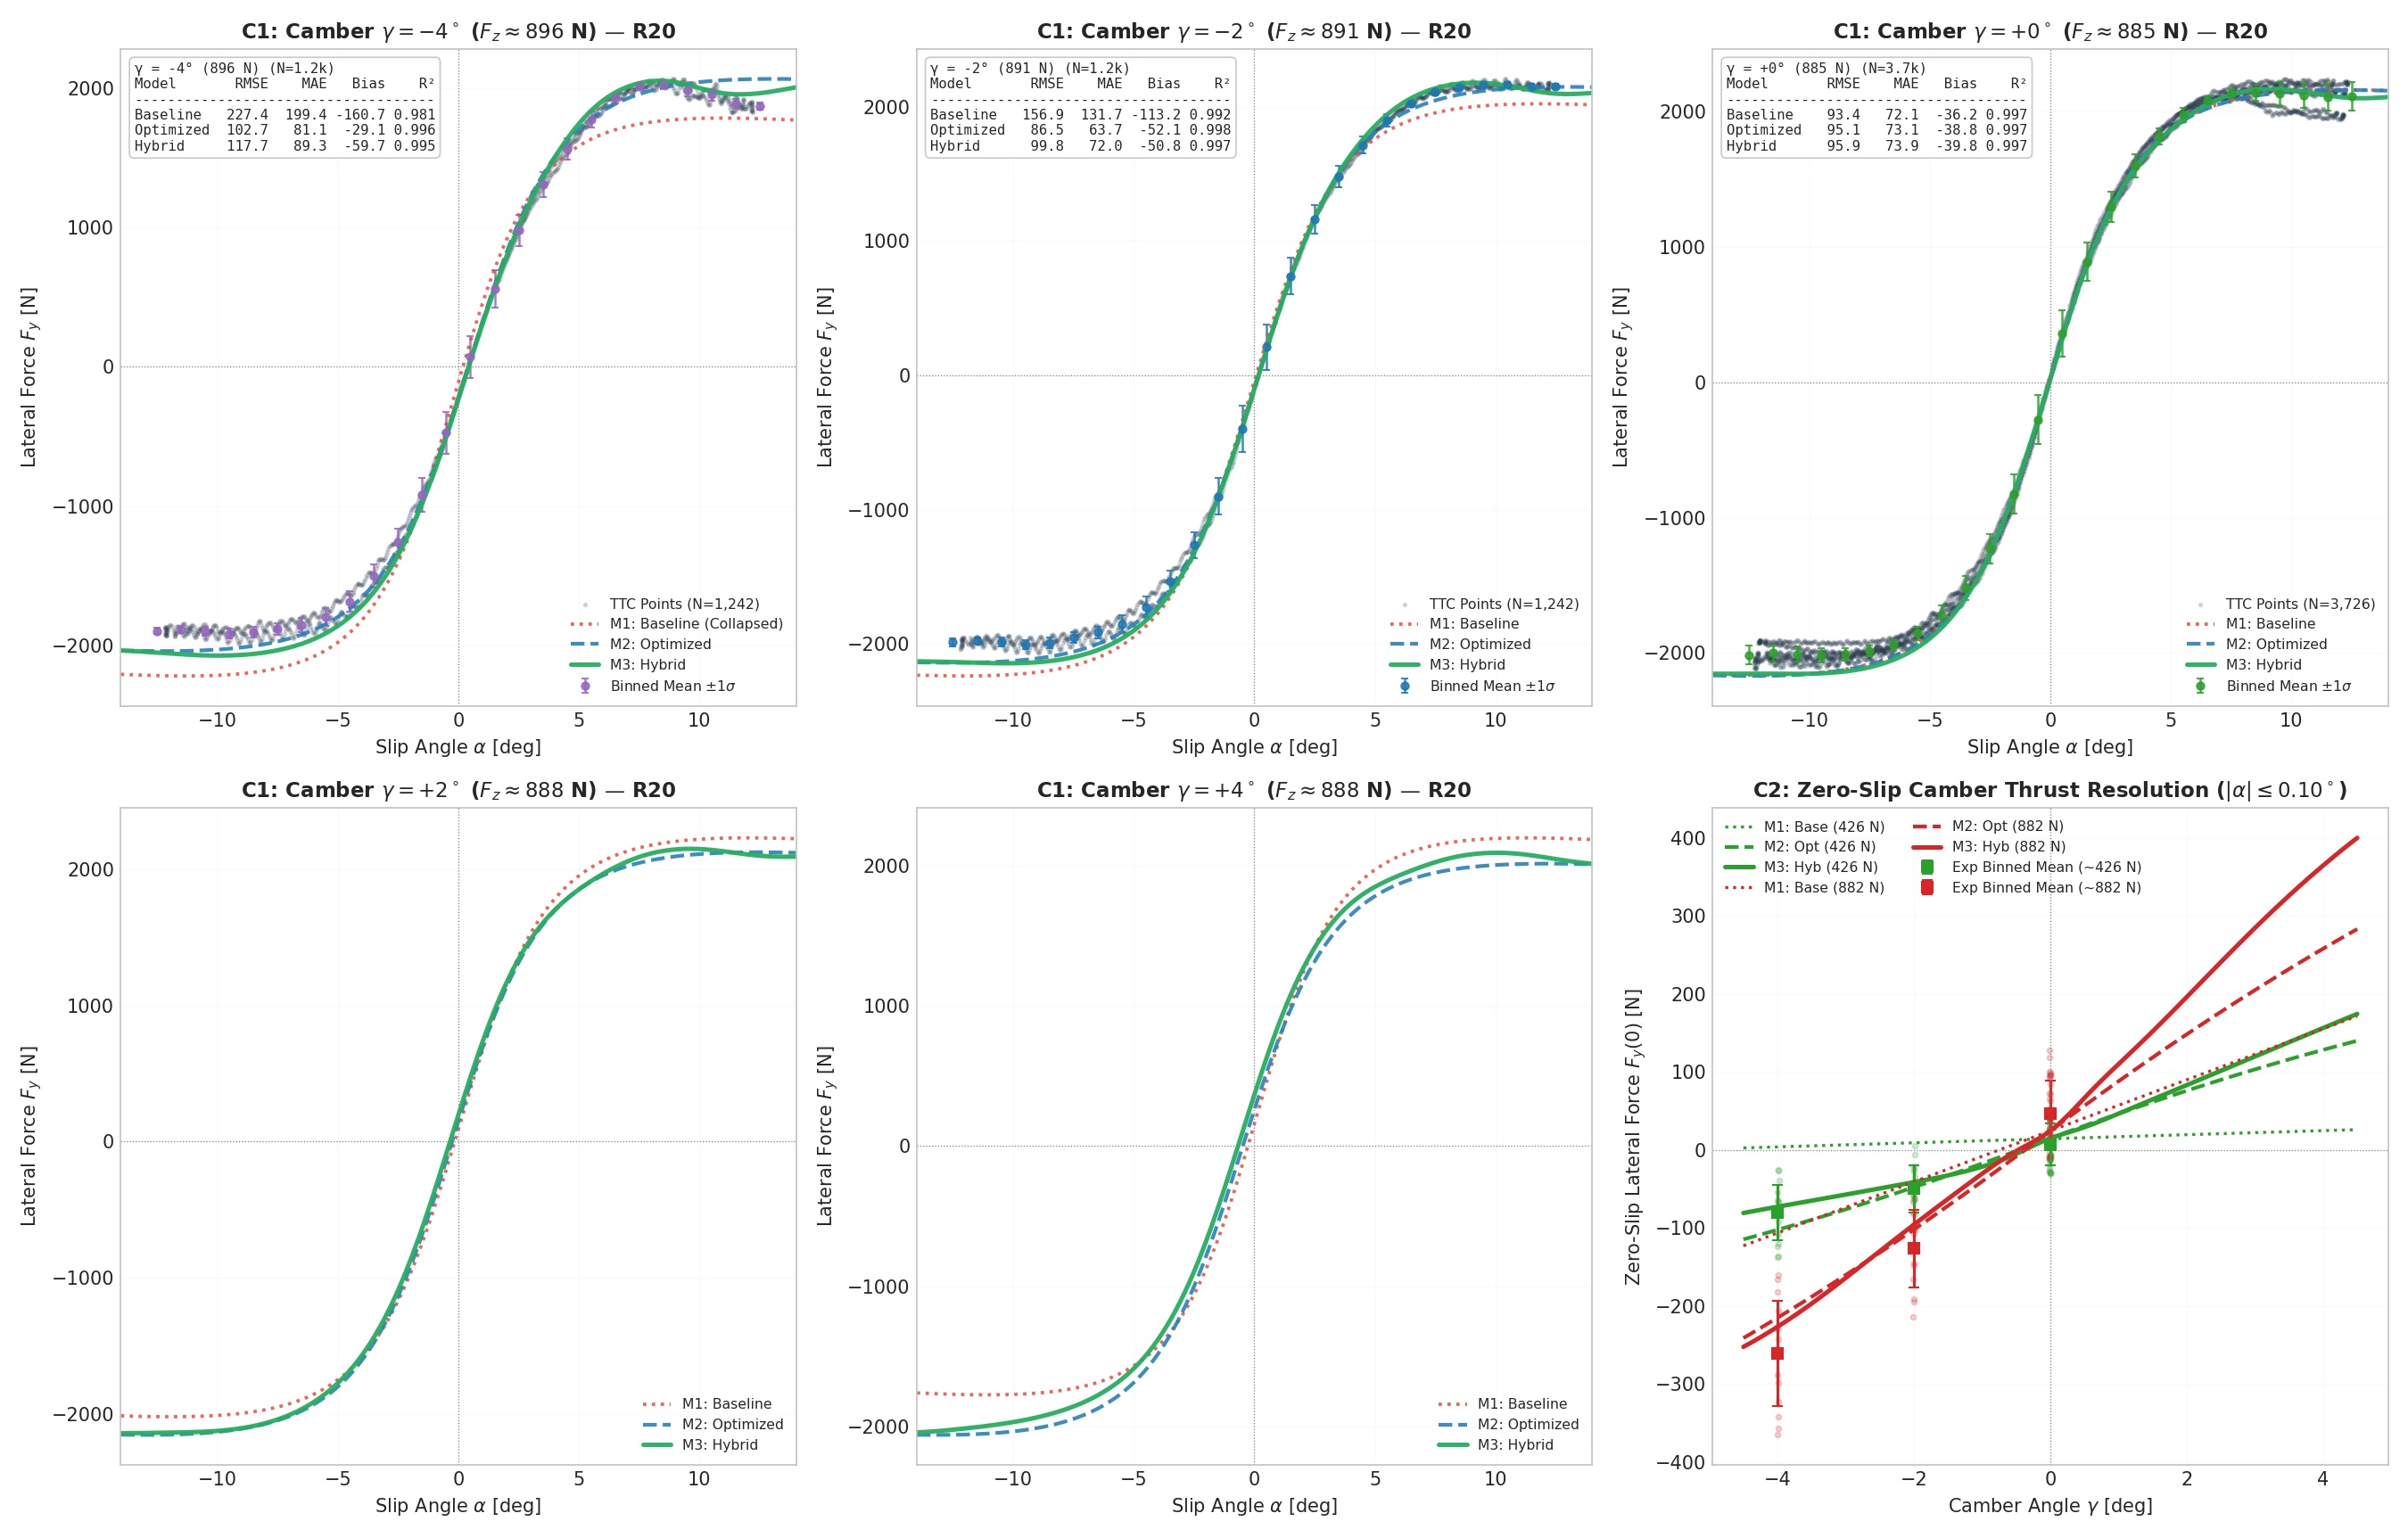 C1: Camber γ = −4° (Fz ≈ 896 N) — R20
γ = -4° (896 N) (N=1.2k)
Model RMSE MAE Bias R²
-----------------------------------
Baseline 227.4 199.4 -160.7 0.981
Optimized 102.7 81.1 -29.1 0.996
Hybrid 117.7 89.3 -59.7 0.995
2000
1000
0
−1000
−2000
Lateral Force Fy [N]
TTC Points (N=1,242)
M1: Baseline (Collapsed)
M2: Optimized
M3: Hybrid
Binned Mean ±1σ
−10 −5 0 5 10
Slip Angle α [deg]
C1: Camber γ = −2° (Fz ≈ 891 N) — R20
γ = -2° (891 N) (N=1.2k)
Model RMSE MAE Bias R²
-----------------------------------
Baseline 156.9 131.7 -113.2 0.992
Optimized 86.5 63.7 -52.1 0.998
Hybrid 99.8 72.0 -50.8 0.997
2000
1000
0
−1000
−2000
Lateral Force Fy [N]
TTC Points (N=1,242)
M1: Baseline
M2: Optimized
M3: Hybrid
Binned Mean ±1σ
−10 −5 0 5 10
Slip Angle α [deg]
C1: Camber γ = +0° (Fz ≈ 885 N) — R20
γ = +0° (885 N) (N=3.7k)
Model RMSE MAE Bias R²
-----------------------------------
Baseline 93.4 72.1 -36.2 0.997
Optimized 95.1 73.1 -38.8 0.997
Hybrid 95.9 73.9 -39.8 0.997
2000
1000
0
−1000
−2000
Lateral Force Fy [N]
TTC Points (N=3,726)
M1: Baseline
M2: Optimized
M3: Hybrid
Binned Mean ±1σ
−10 −5 0 5 10
Slip Angle α [deg]
C1: Camber γ = +2° (Fz ≈ 888 N) — R20
2000
1000
0
−1000
−2000
Lateral Force Fy [N]
M1: Baseline
M2: Optimized
M3: Hybrid
−10 −5 0 5 10
Slip Angle α [deg]
C1: Camber γ = +4° (Fz ≈ 888 N) — R20
2000
1000
0
−1000
−2000
Lateral Force Fy [N]
M1: Baseline
M2: Optimized
M3: Hybrid
−10 −5 0 5 10
Slip Angle α [deg]
C2: Zero-Slip Camber Thrust Resolution (|α| ≤ 0.10°)
M1: Base (426 N)
M2: Opt (426 N)
M3: Hyb (426 N)
M1: Base (882 N)
M2: Opt (882 N)
M3: Hyb (882 N)
Exp Binned Mean (~426 N)
Exp Binned Mean (~882 N)
400
300
200
100
0
−100
−200
−300
−400
Zero-Slip Lateral Force Fy(0) [N]
−4 −2 0 2 4
Camber Angle γ [deg]